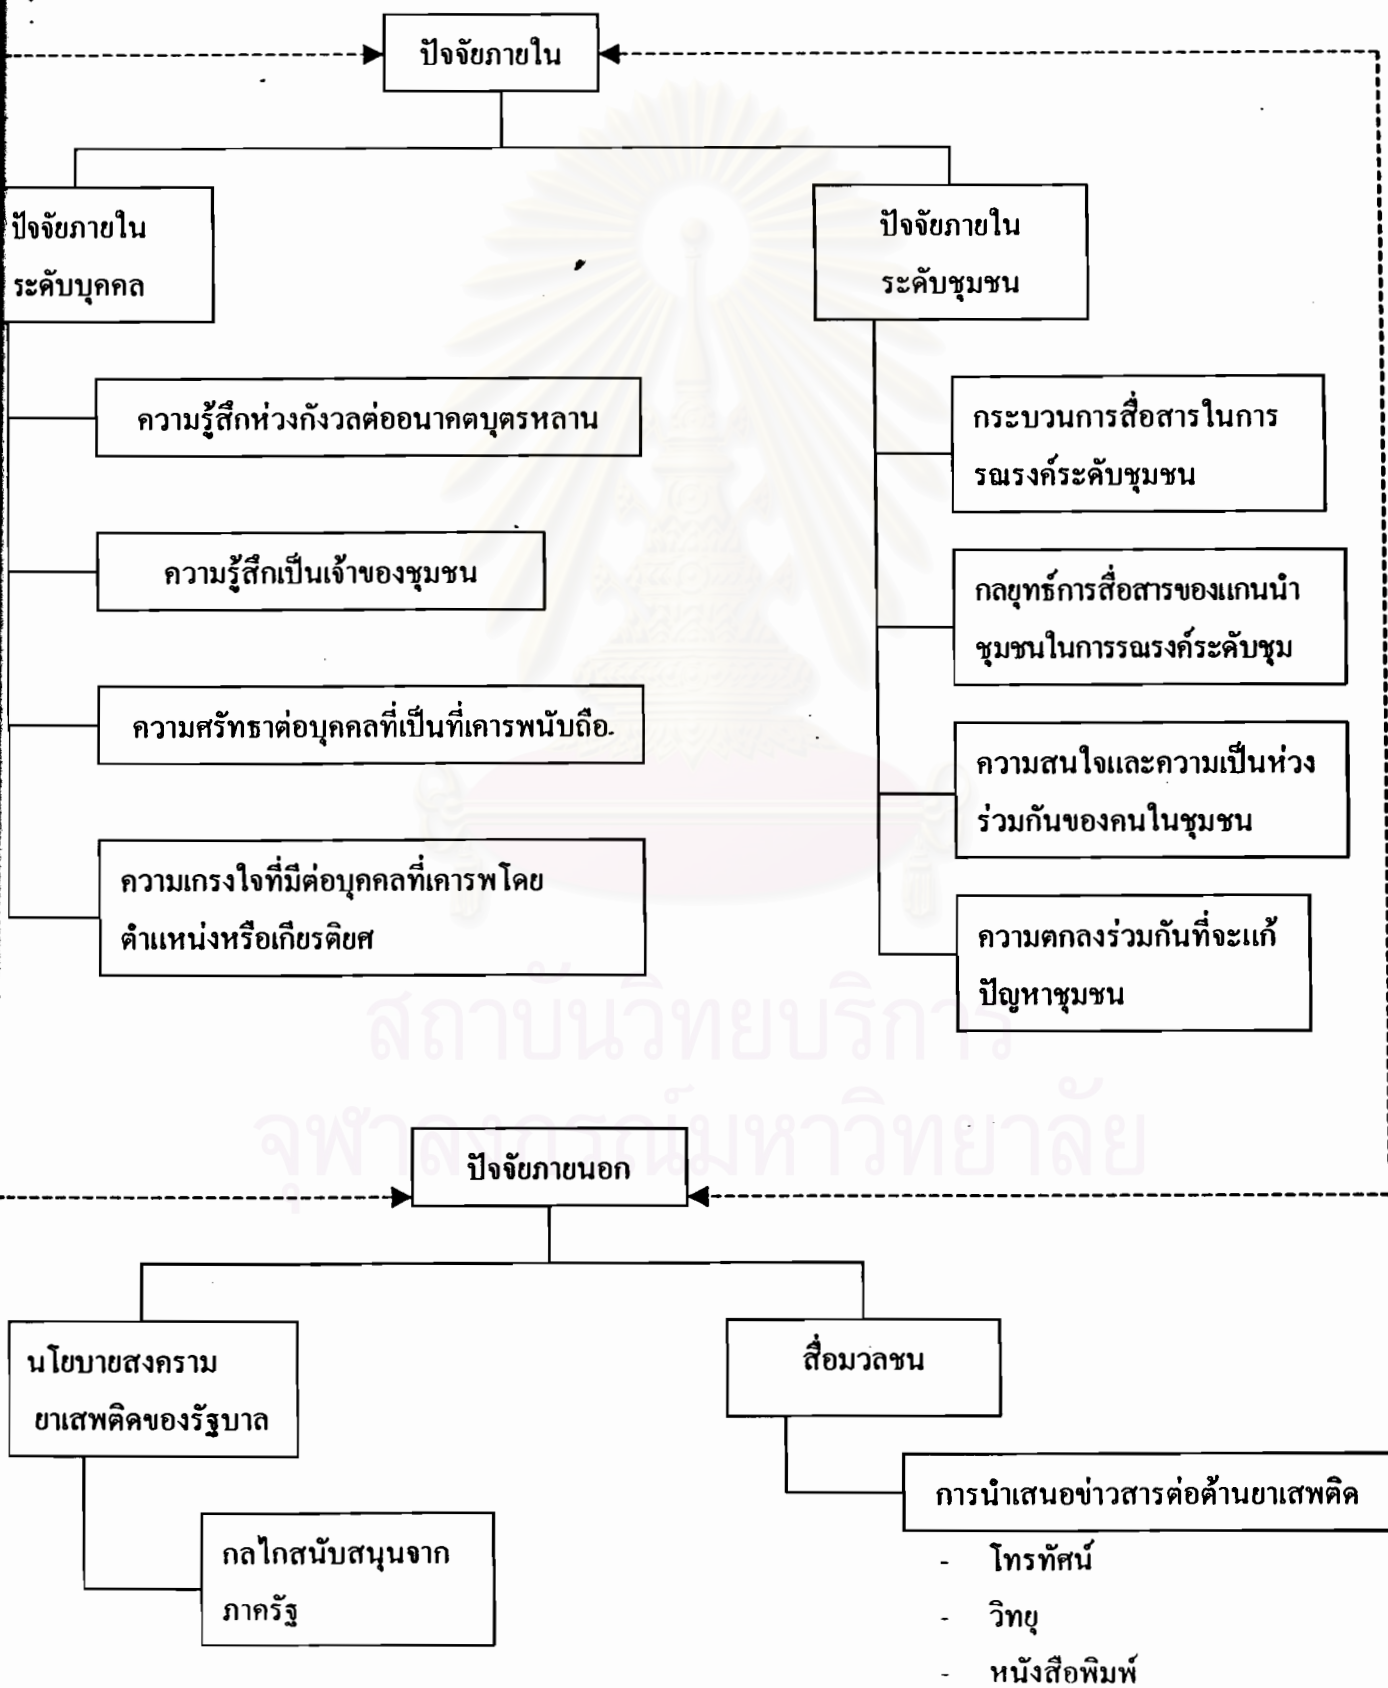 ปัจจัยภายใน
ปัจจัยภายใน
ระดับบุคคล
ความรู้สึกห่วงกังวลต่ออนาคตบุตรหลาน
ความรู้สึกเป็นเจ้าของชุมชน
ความศรัทธาต่อบุคคลที่เป็นที่เคารพนับถือ
ความเกรงใจที่มีต่อบุคคลที่เคารพโดย
ตำแหน่งหรือเกียรติยศ
ปัจจัยภายใน
ระดับชุมชน
กระบวนการสื่อสารในการ
รณรงค์ระดับชุมชน
กลยุทธ์การสื่อสารของแกนนำ
ชุมชนในการรณรงค์ระดับชุม
ความสนใจและความเป็นห่วง
ร่วมกันของคนในชุมชน
ความตกลงร่วมกันที่จะแก้
ปัญหาชุมชน
สถาบันวิทยบริการ
จุฬาลงกรณ์มหาวิทยาลัย
ปัจจัยภายนอก
นโยบายสงคราม
ยาเสพติดของรัฐบาล
กลไกสนับสนุนจาก
ภาครัฐ
สื่อมวลชน
การนำเสนอข่าวสารต่อต้านยาเสพติด
- โทรทัศน์
- วิทยุ
- หนังสือพิมพ์